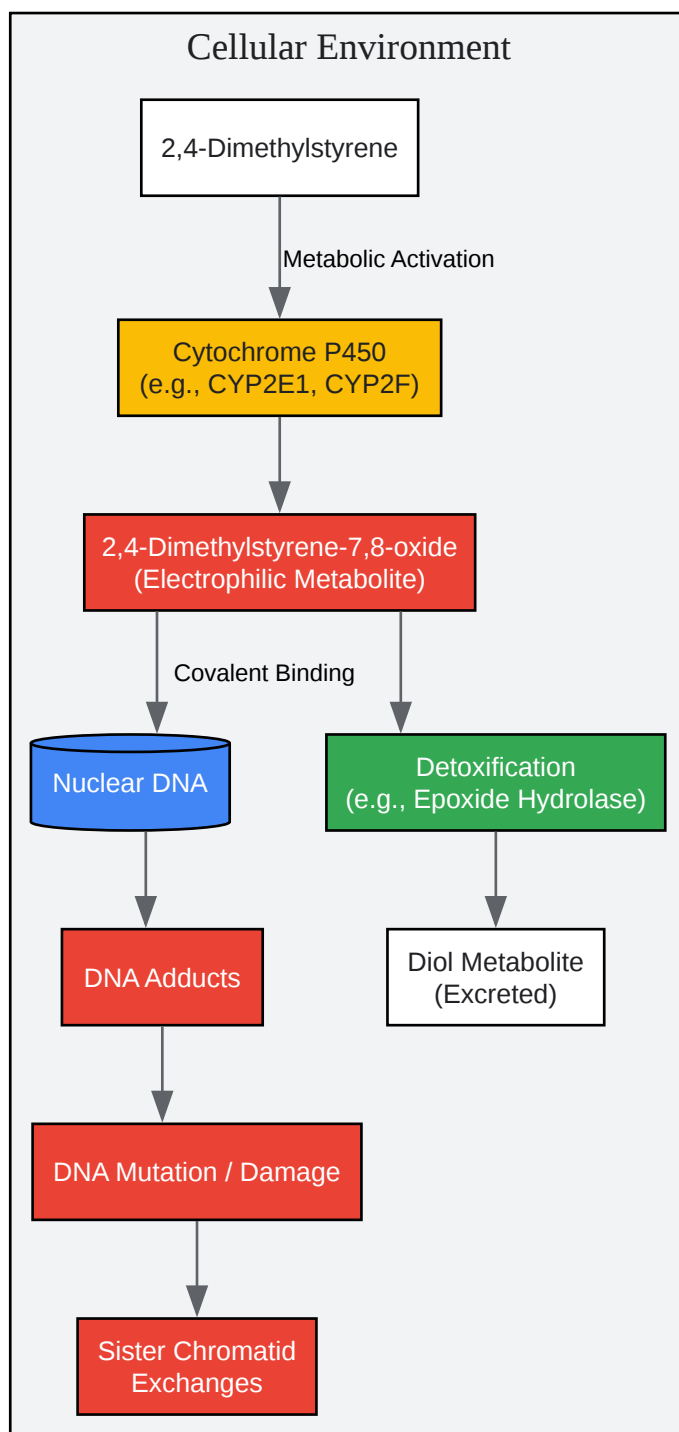 Cellular Environment
2,4-Dimethylstyrene
Metabolic Activation
Cytochrome P450
(e.g., CYP2E1, CYP2F)
2,4-Dimethylstyrene-7,8-oxide
(Electrophilic Metabolite)
Covalent Binding
Nuclear DNA
Detoxification
(e.g., Epoxide Hydrolase)
DNA Adducts
Diol Metabolite
(Excreted)
DNA Mutation / Damage
Sister Chromatid
Exchanges